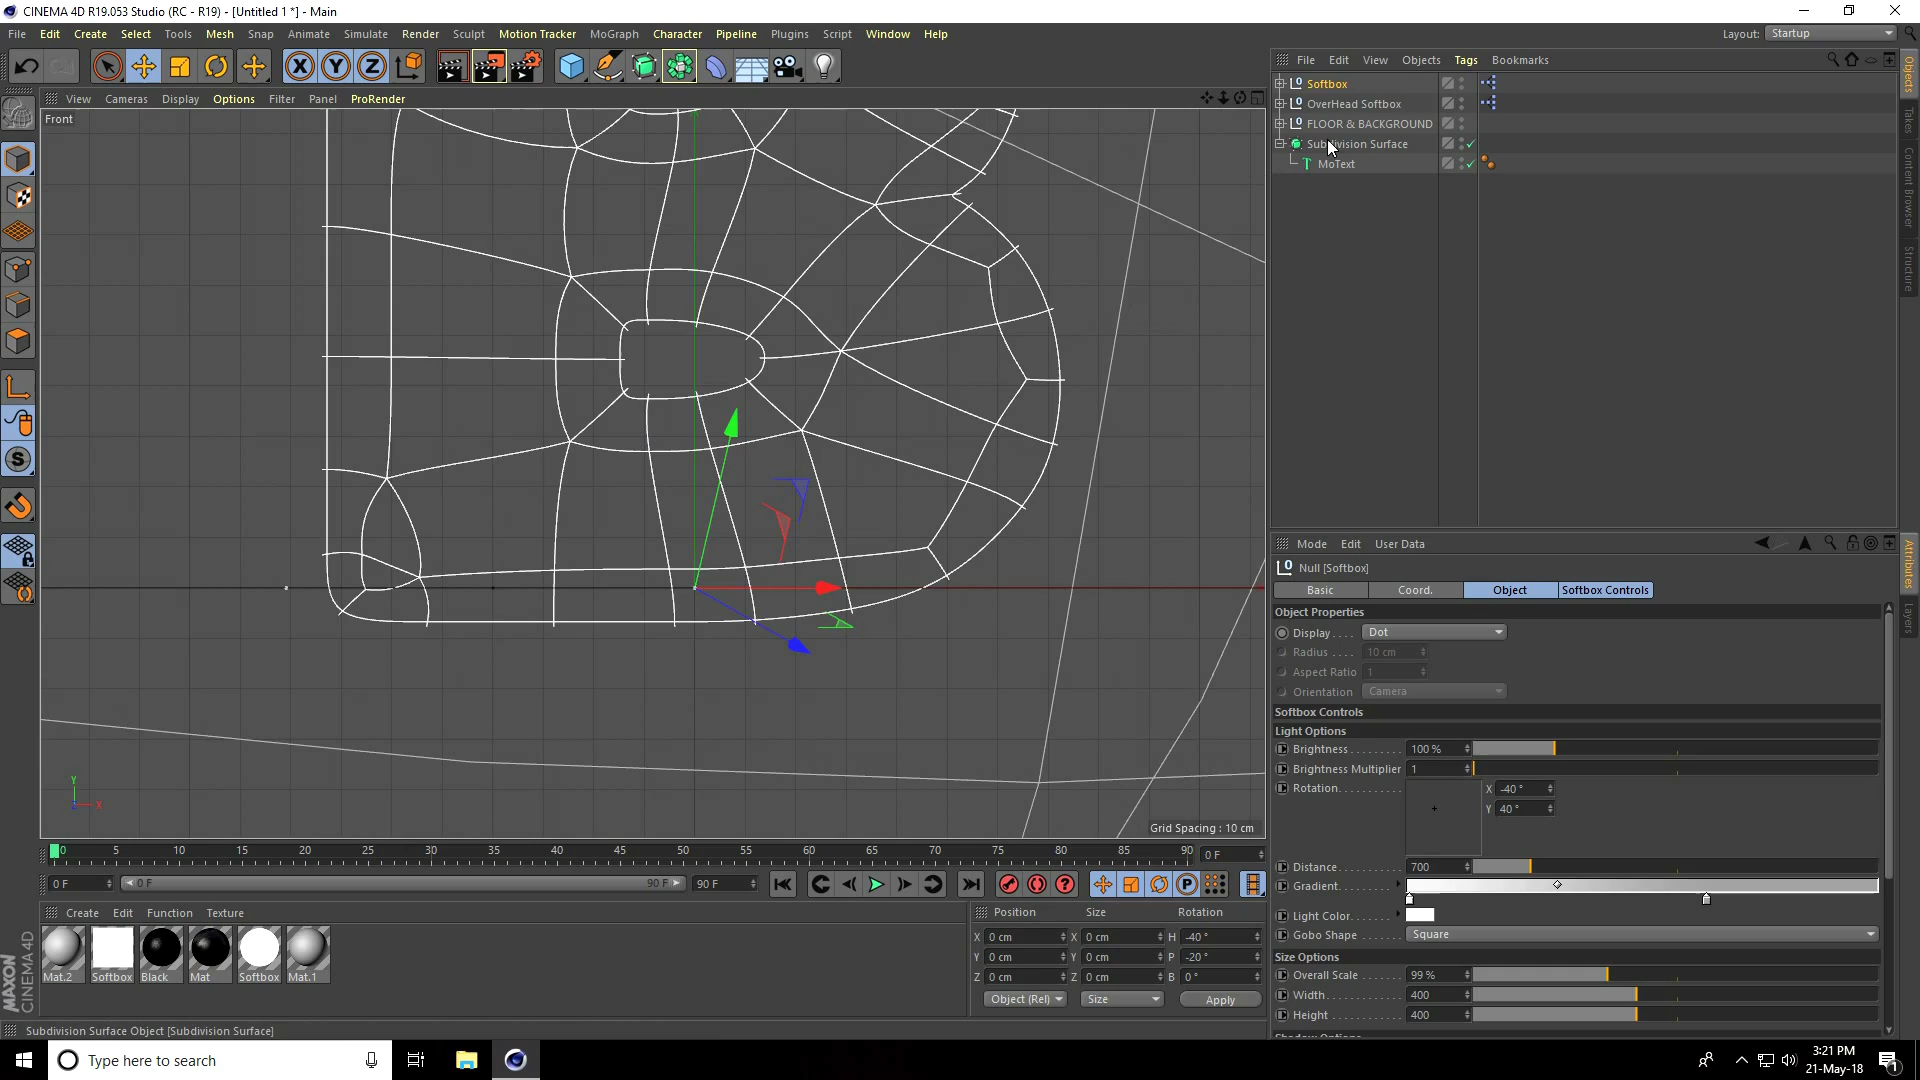 CINEMA 4D R19.053 Studio (RC - R19) - [Untitled 1 *] - Main
File Edit Create Select Tools Mesh Snap Animate Simulate Render Sculpt Motion Tracker MoGraph Character Pipeline Plugins Script Window Help
Layout: Startup
X Y Z
File Edit View Objects Tags Bookmarks
View Cameras Display Options Filter Panel ProRender
Front
Softbox
OverHead Softbox
FLOOR & BACKGROUND
Subdivision Surface
MoText
Objects
Takes
Content Browser
Structure
Attributes
Layers
Mode Edit User Data
Null [Softbox]
Basic Coord. Object Softbox Controls
Object Properties
Display.... Dot
Radius .... 10 cm
Aspect Ratio 1
Orientation Camera
Softbox Controls
Light Options
Brightness......... 100 %
Brightness Multiplier 1
Rotation............ X -40 °
Y 40 °
Distance............ 700
Gradient............
Light Color.......
Gobo Shape....... Square
Size Options
Overall Scale...... 99 %
Width............... 400
Height.............. 400
Y
X
Z
Grid Spacing : 10 cm
0 5 10 15 20 25 30 35 40 45 50 55 60 65 70 75 80 85 90 0 F
0 F 0 F 90 F 90 F
P
S
Create Edit Function Texture
Mat.2 Softbox Black Mat Softbox Mat.1
Position Size Rotation
X 0 cm X 0 cm H -40 °
Y 0 cm Y 0 cm P -20 °
Z 0 cm Z 0 cm B 0 °
Object (Rel) Size Apply
MAXON
CINEMA 4D
Subdivision Surface Object [Subdivision Surface]
Type here to search
3:21 PM
21-May-18
1